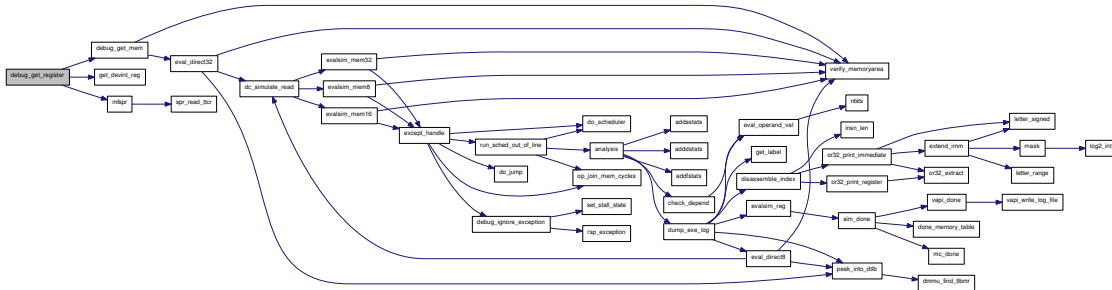 debug_get_register
debug_get_mem
get_devint_reg
mfspr
eval_direct32
spr_read_ttcr
dc_simulate_read
evalsim_mem32
evalsim_mem8
evalsim_mem16
except_handle
run_sched_out_of_line
do_jump
debug_ignore_exception
do_scheduler
analysis
op_join_mem_cycles
set_stall_state
rsp_exception
addsstats
adddstats
addfstats
check_depend
dump_exe_log
eval_operand_val
get_label
disassemble_index
evalsim_reg
eval_direct8
verify_memoryarea
nbits
insn_len
or32_print_immediate
or32_print_register
sim_done
peek_into_dtlb
extend_imm
or32_extract
vapi_done
done_memory_table
mc_done
dmmu_find_tlbmr
letter_signed
mask
letter_range
vapi_write_log_file
log2_int